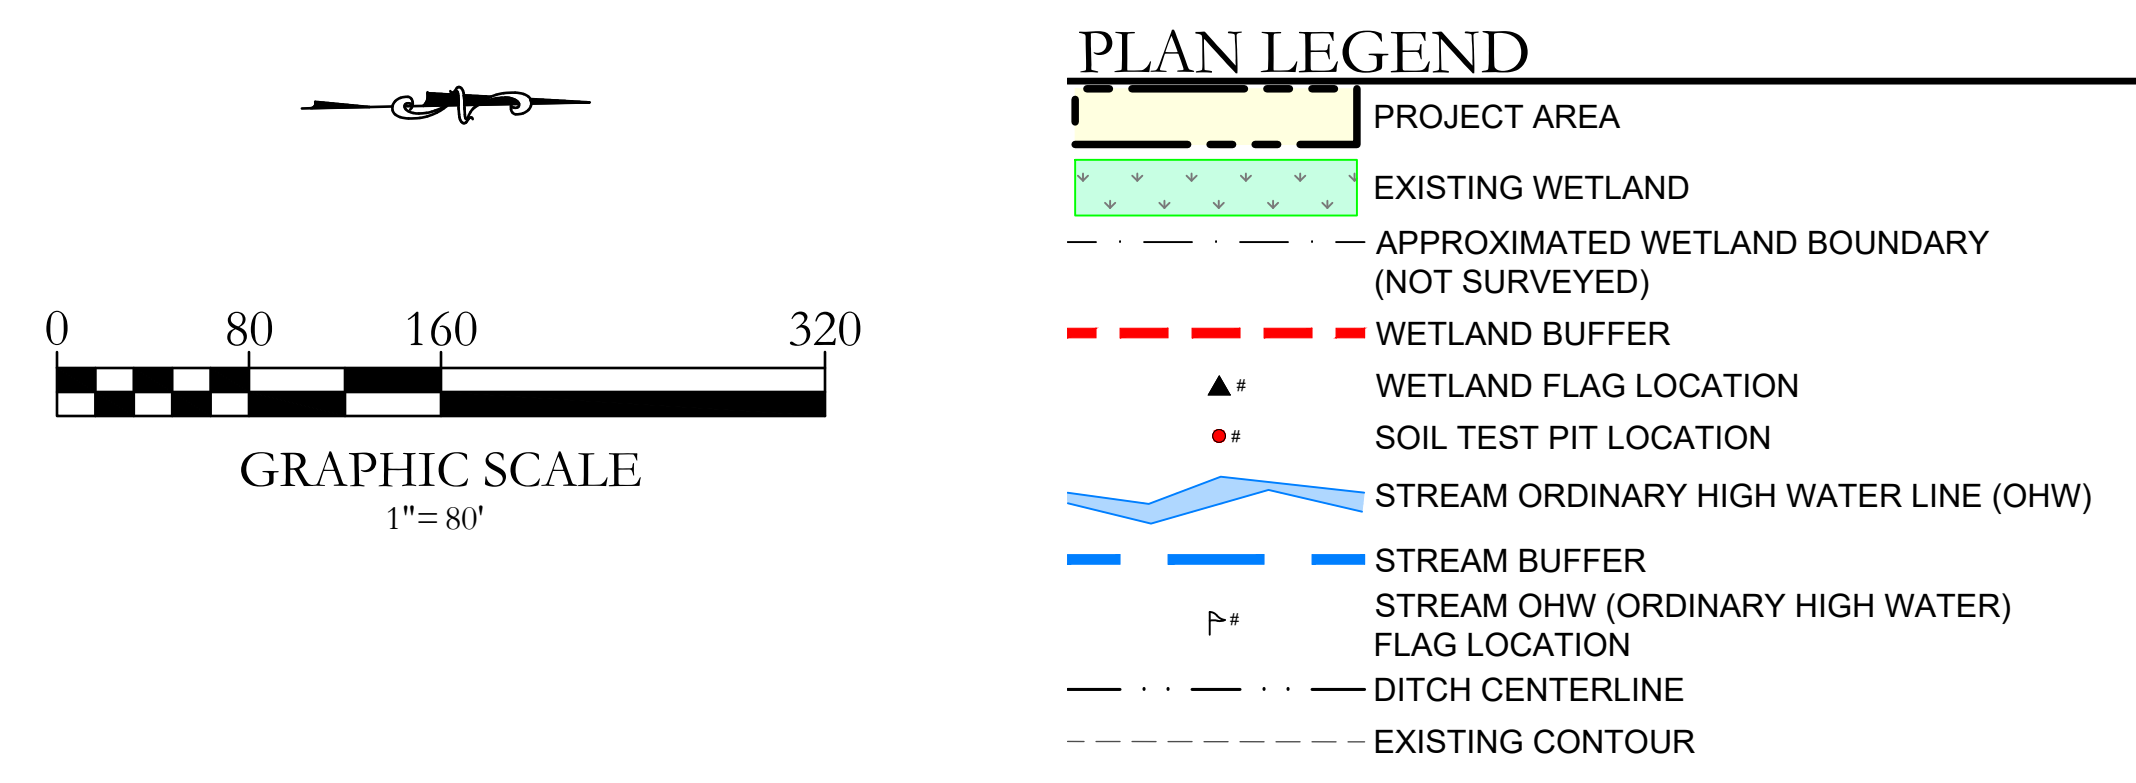 0 80 160 320
GRAPHIC SCALE
1"= 80'
PLAN LEGEND
PROJECT AREA
EXISTING WETLAND
APPROXIMATED WETLAND BOUNDARY
(NOT SURVEYED)
WETLAND BUFFER
# WETLAND FLAG LOCATION
# SOIL TEST PIT LOCATION
STREAM ORDINARY HIGH WATER LINE (OHW)
STREAM BUFFER
# STREAM OHW (ORDINARY HIGH WATER)
FLAG LOCATION
DITCH CENTERLINE
EXISTING CONTOUR